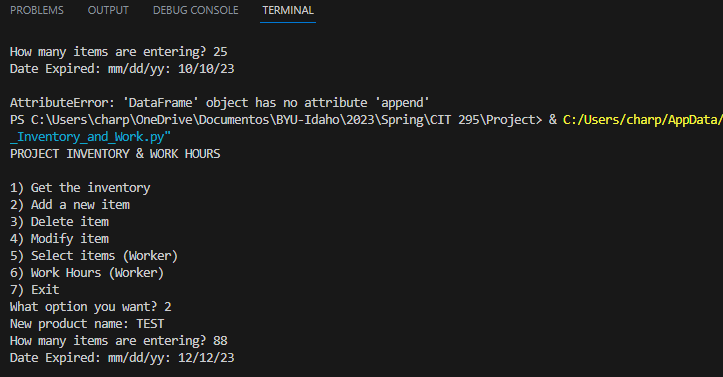 PROBLEMS OUTPUT DEBUG CONSOLE TERMINAL
How many items are entering? 25
Date Expired: mm/dd/yy: 10/10/23
AttributeError: 'DataFrame' object has no attribute 'append'
PS C:\Users\charp\OneDrive\Documentos\BYU-Idaho\2023\Spring\CIT 295\Project> & C:/Users/charp/AppData/
_Inventory_and_Work.py"
PROJECT INVENTORY & WORK HOURS
1) Get the inventory
2) Add a new item
3) Delete item
4) Modify item
5) Select items (Worker)
6) Work Hours (Worker)
7) Exit
What option you want? 2
New product name: TEST
How many items are entering? 88
Date Expired: mm/dd/yy: 12/12/23